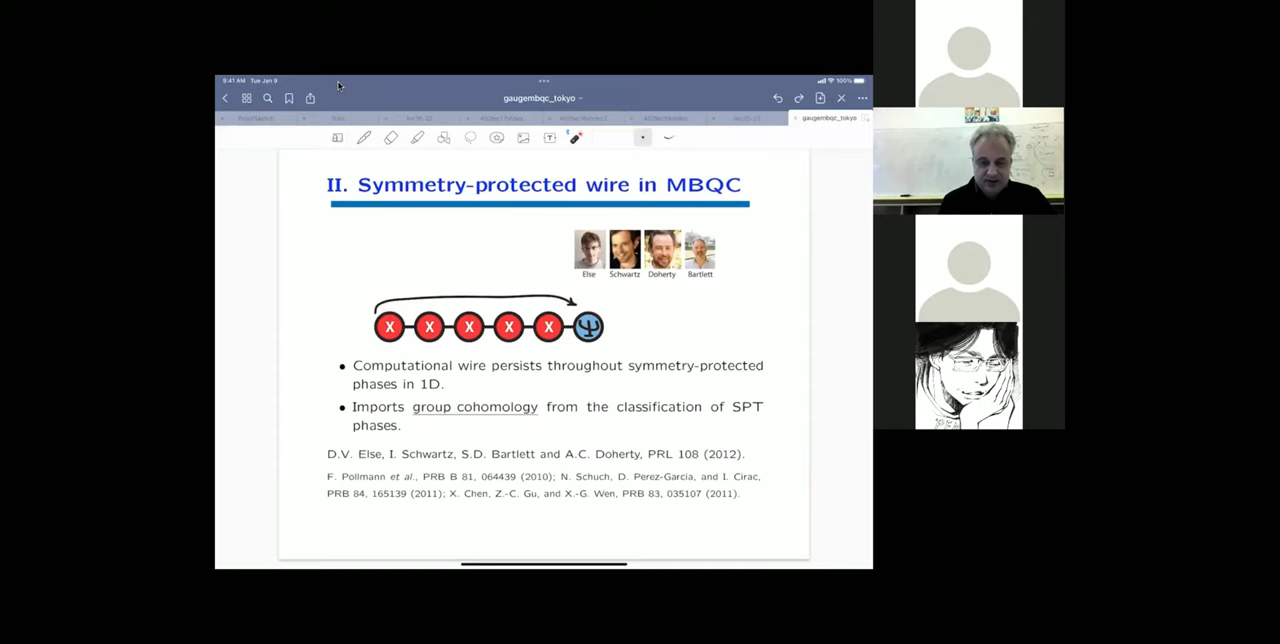 9:41 AM Tue Jan 9
100%
gaugembqc_tokyo
gaugembqc_tokyo
II. Symmetry-protected wire in MBQC
Else Schwartz Doherty Bartlett
X X X X X Ψ
• Computational wire persists throughout symmetry-protected
phases in 1D.
• Imports group cohomology from the classification of SPT
phases.
D.V. Else, I. Schwartz, S.D. Bartlett and A.C. Doherty, PRL 108 (2012).
F. Pollmann et al., PRB B 81, 064439 (2010); N. Schuch, D. Perez-Garcia, and I. Cirac,
PRB 84, 165139 (2011); X. Chen, Z.-C. Gu, and X.-G. Wen, PRB 83, 035107 (2011).